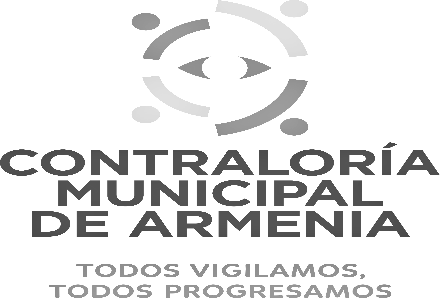 CONTRALORÍA
MUNICIPAL
DE ARMENIA
TODOS VIGILAMOS,
TODOS PROGRESAMOS